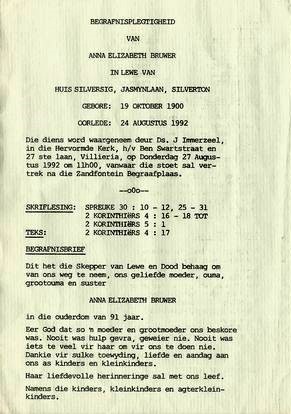 BEGRAFNISPLEGTIGHEID
VAN
ANNA ELIZABETH BRUWER
IN LEWE VAN
HUIS SILVERSIG, JASMYNLAAN, SILVERTON
GEBORE: 19 OKTOBER 1900
OORLEDE: 24 AUGUSTUS 1992
Die diens word waargeneem deur Ds. J Immerzeel,
in die Hervormde Kerk, h/v Ben Swartstraat en
27 ste laan, Villieria, op Donderdag 27 Augus-
tus 1992 om 11h00, vanwaar die stoet sal ver-
trek na die Zandfontein Begraafplaas.
--oOo--
SKRIFLESING: SPREUKE 30 : 10 - 12, 25 - 31
2 KORINTHIËRS 4 : 16 - 18 TOT
2 KORINTHIËRS 5 : 1
TEKS: 2 KORINTHIËRS 4 : 17
BEGRAFNISBRIEF
Dit het die Skepper van Lewe en Dood behaag om
van ons weg te neem, ons geliefde moeder, ouma,
grootouma en suster
ANNA ELIZABETH BRUWER
in die ouderdom van 91 jaar.
Eer God dat so 'n moeder en grootmoeder ons beskore
was. Nooit was hulp gevra, geweier nie. Nooit was
iets te veel vir haar om vir ons te doen nie.
Dankie vir sulke toewyding, liefde en aandag aan
ons as kinders en kleinkinders.
Haar liefdevolle herinneringe sal met ons leef.
Namens die kinders, kleinkinders en agterklein-
kinders.